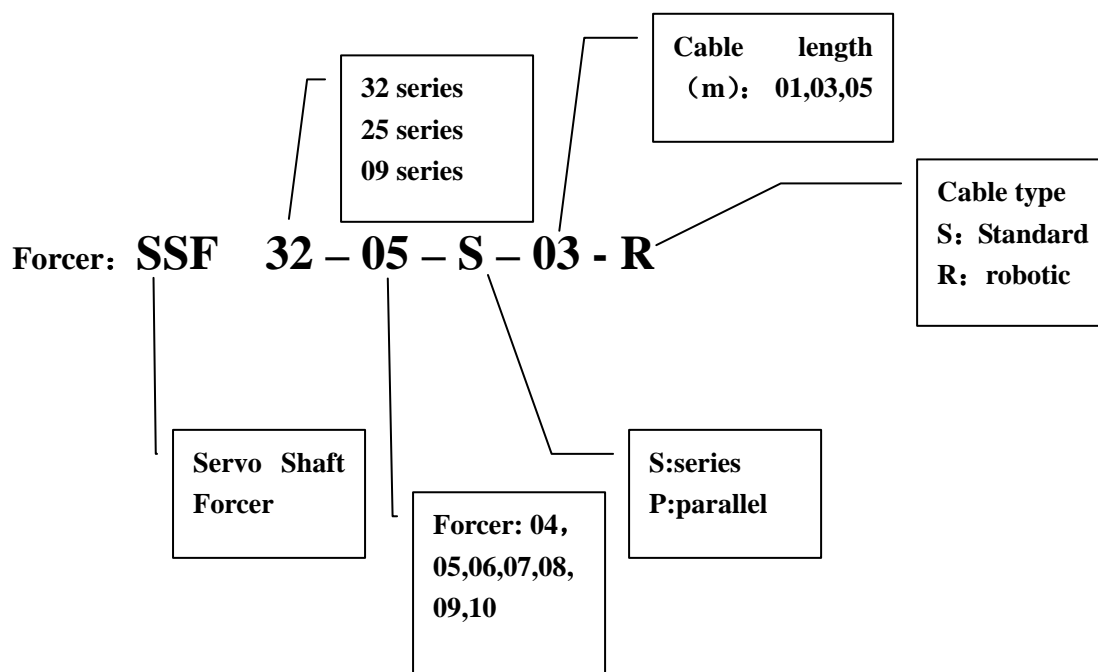 Cable length
（m）： 01,03,05
32 series
25 series
09 series
Cable type
S：Standard
R：robotic
Forcer：SSF 32 – 05 – S – 03 - R
Servo Shaft
Forcer
S:series
P:parallel
Forcer: 04，
05,06,07,08,
09,10